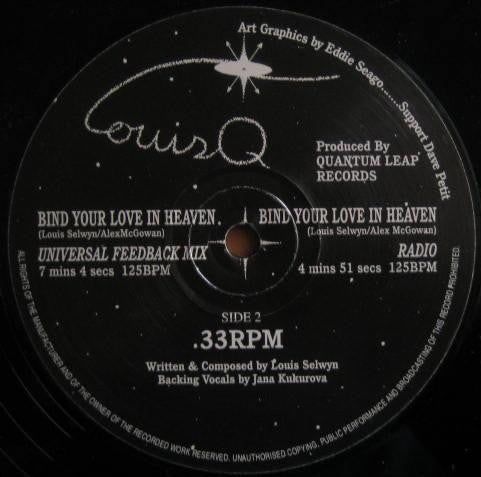 Art Graphics by Eddie Seago......Support Dave Petit
Louis Q
Produced By
QUANTUM LEAP
RECORDS
BIND YOUR LOVE IN HEAVEN
(Louis Selwyn/AlexMcGowan)
UNIVERSAL FEEDBACK MIX
7 mins 4 secs 125BPM
BIND YOUR LOVE IN HEAVEN
(Louis Selwyn/Alex McGowan)
RADIO
4 mins 51 secs 125BPM
SIDE 2
.33RPM
Written & Composed by Louis Selwyn
Backing Vocals by Jana Kukurova
ALL RIGHTS OF THE MANUFACTURER AND OF THE OWNER OF THE RECORDED WORK RESERVED. UNAUTHORISED COPYING, PUBLIC PERFORMANCE AND BROADCASTING OF THIS RECORD PROHIBITED.